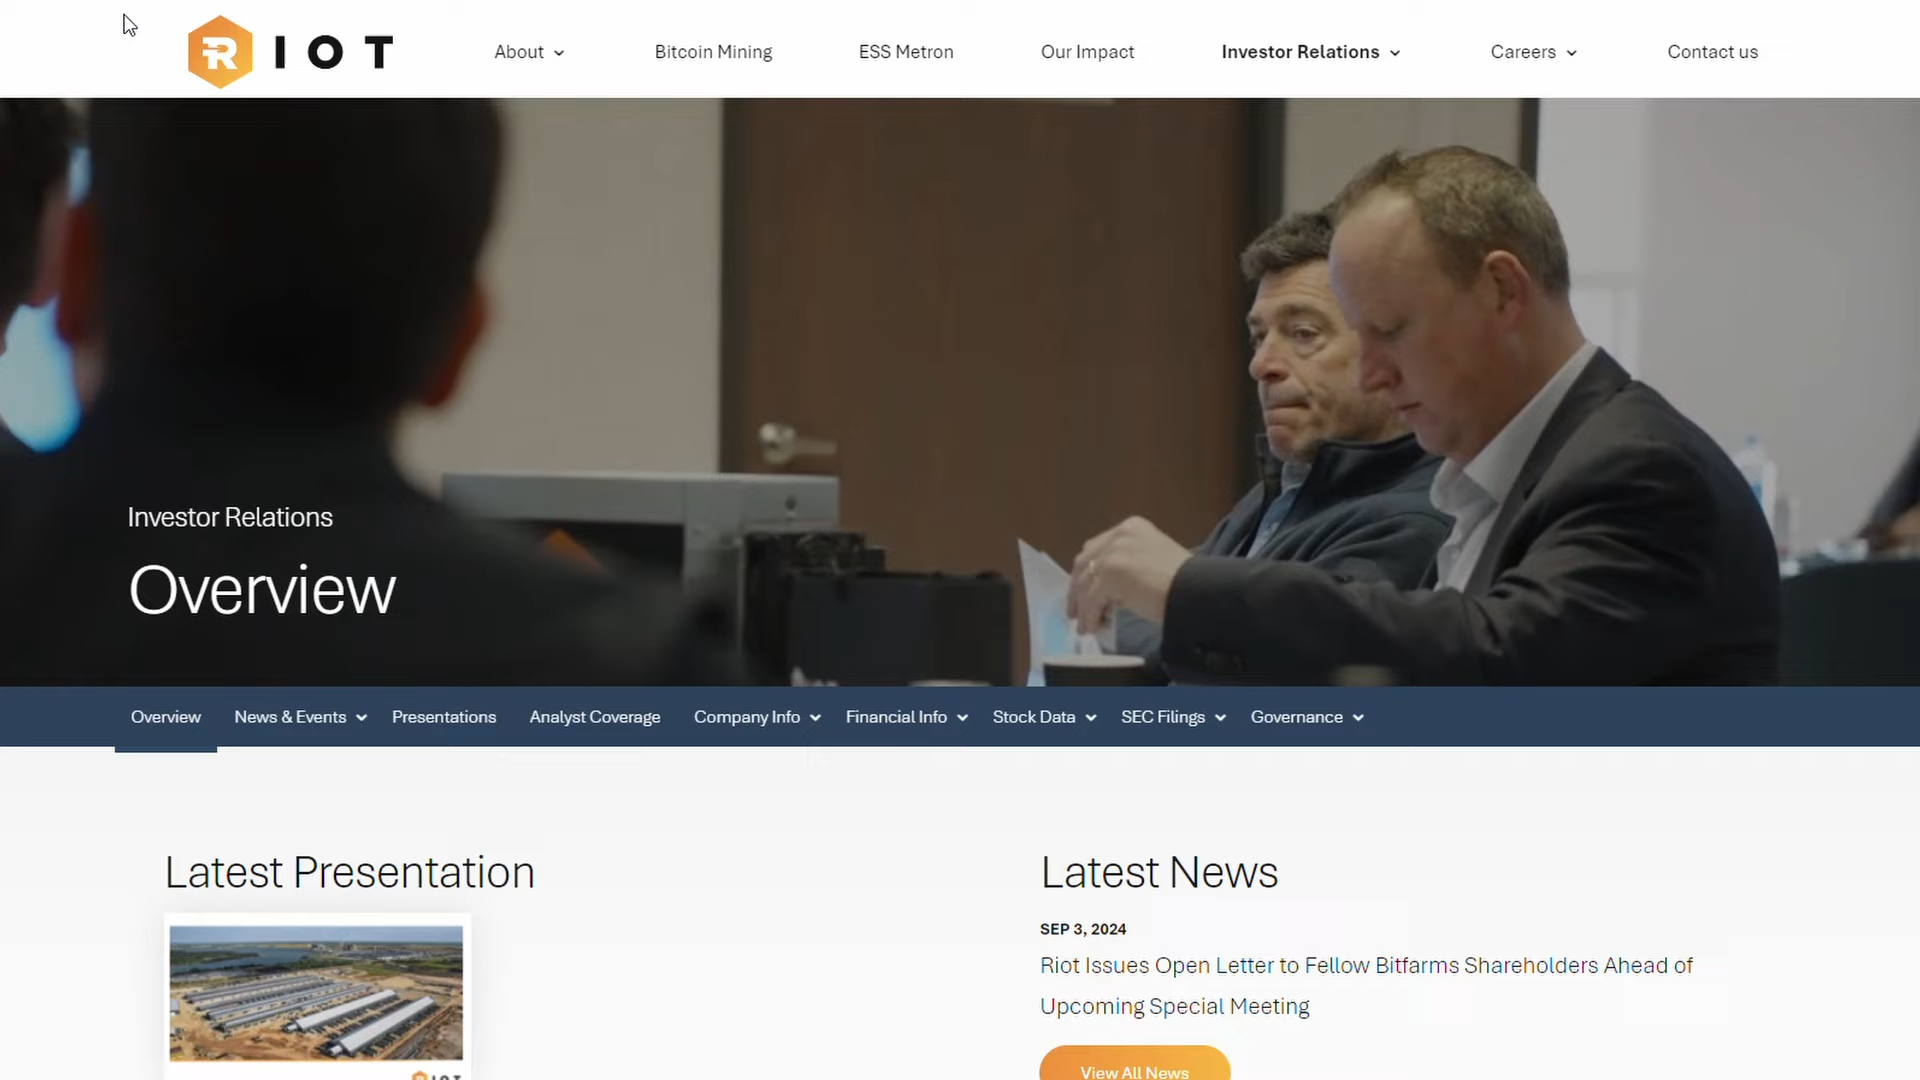 RIOT
About
Bitcoin Mining
ESS Metron
Our Impact
Investor Relations
Careers
Contact us
Investor Relations
Overview
Overview
News & Events
Presentations
Analyst Coverage
Company Info
Financial Info
Stock Data
SEC Filings
Governance
Latest Presentation
RIOT
Latest News
SEP 3, 2024
Riot Issues Open Letter to Fellow Bitfarms Shareholders Ahead of
Upcoming Special Meeting
View All News